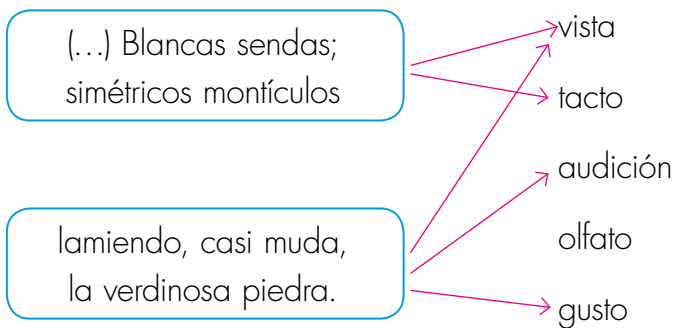 (...) Blancas sendas;
simétricos montículos
lamiendo, casi muda,
la verdinosa piedra.
vista
tacto
audición
olfato
gusto